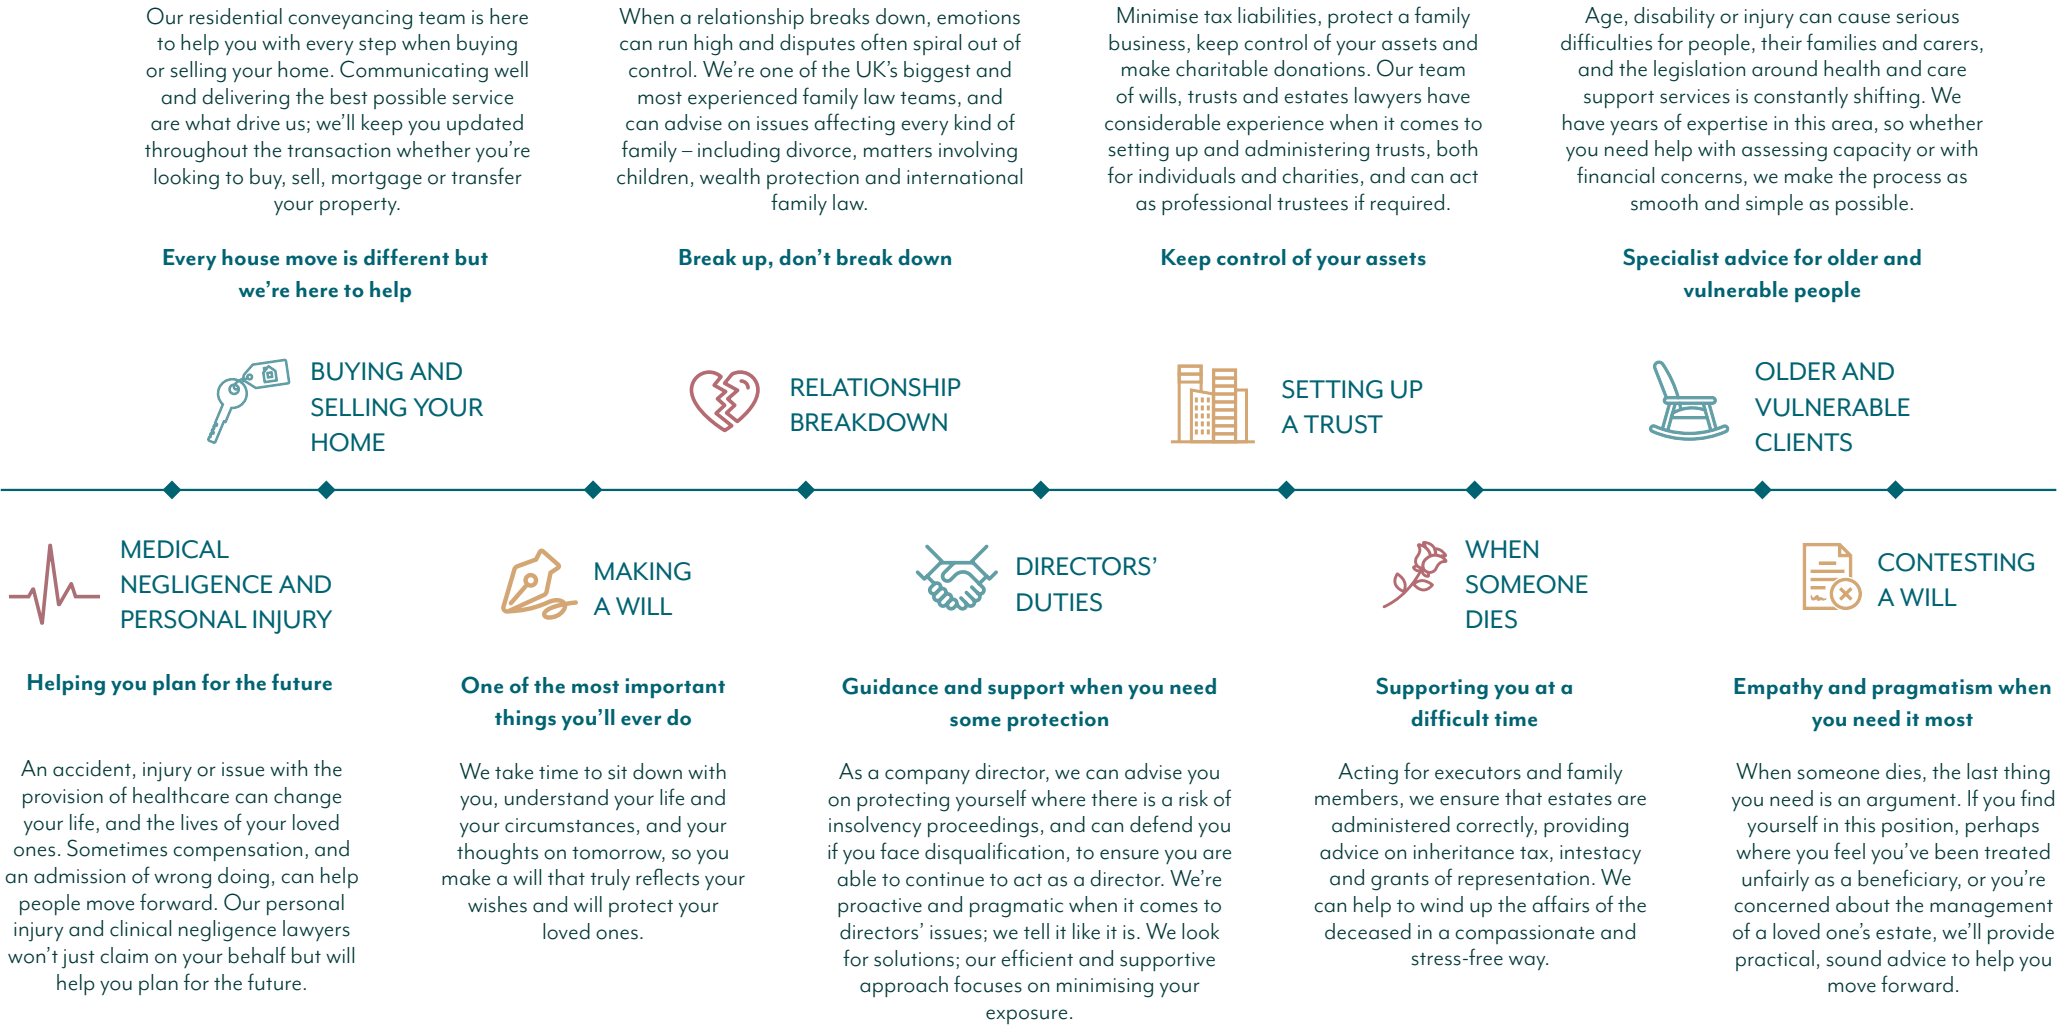 Our residential conveyancing team is here
to help you with every step when buying
or selling your home. Communicating well
and delivering the best possible service
are what drive us; we’ll keep you updated
throughout the transaction whether you’re
looking to buy, sell, mortgage or transfer
your property.
Every house move is different but
we’re here to help
BUYING AND
SELLING YOUR
HOME
When a relationship breaks down, emotions
can run high and disputes often spiral out of
control. We’re one of the UK’s biggest and
most experienced family law teams, and
can advise on issues affecting every kind of
family – including divorce, matters involving
children, wealth protection and international
family law.
Break up, don’t break down
RELATIONSHIP
BREAKDOWN
Minimise tax liabilities, protect a family
business, keep control of your assets and
make charitable donations. Our team
of wills, trusts and estates lawyers have
considerable experience when it comes to
setting up and administering trusts, both
for individuals and charities, and can act
as professional trustees if required.
Keep control of your assets
SETTING UP
A TRUST
Age, disability or injury can cause serious
difficulties for people, their families and carers,
and the legislation around health and care
support services is constantly shifting. We
have years of expertise in this area, so whether
you need help with assessing capacity or with
financial concerns, we make the process as
smooth and simple as possible.
Specialist advice for older and
vulnerable people
OLDER AND
VULNERABLE
CLIENTS
MEDICAL
NEGLIGENCE AND
PERSONAL INJURY
Helping you plan for the future
An accident, injury or issue with the
provision of healthcare can change
your life, and the lives of your loved
ones. Sometimes compensation, and
an admission of wrong doing, can help
people move forward. Our personal
injury and clinical negligence lawyers
won’t just claim on your behalf but will
help you plan for the future.
MAKING
A WILL
One of the most important
things you’ll ever do
We take time to sit down with
you, understand your life and
your circumstances, and your
thoughts on tomorrow, so you
make a will that truly reflects your
wishes and will protect your
loved ones.
DIRECTORS’
DUTIES
Guidance and support when you need
some protection
As a company director, we can advise you
on protecting yourself where there is a risk of
insolvency proceedings, and can defend you
if you face disqualification, to ensure you are
able to continue to act as a director. We’re
proactive and pragmatic when it comes to
directors’ issues; we tell it like it is. We look
for solutions; our efficient and supportive
approach focuses on minimising your
exposure.
WHEN
SOMEONE
DIES
Supporting you at a
difficult time
Acting for executors and family
members, we ensure that estates are
administered correctly, providing
advice on inheritance tax, intestacy
and grants of representation. We
can help to wind up the affairs of the
deceased in a compassionate and
stress-free way.
CONTESTING
A WILL
Empathy and pragmatism when
you need it most
When someone dies, the last thing
you need is an argument. If you find
yourself in this position, perhaps
where you feel you’ve been treated
unfairly as a beneficiary, or you’re
concerned about the management
of a loved one’s estate, we’ll provide
practical, sound advice to help you
move forward.